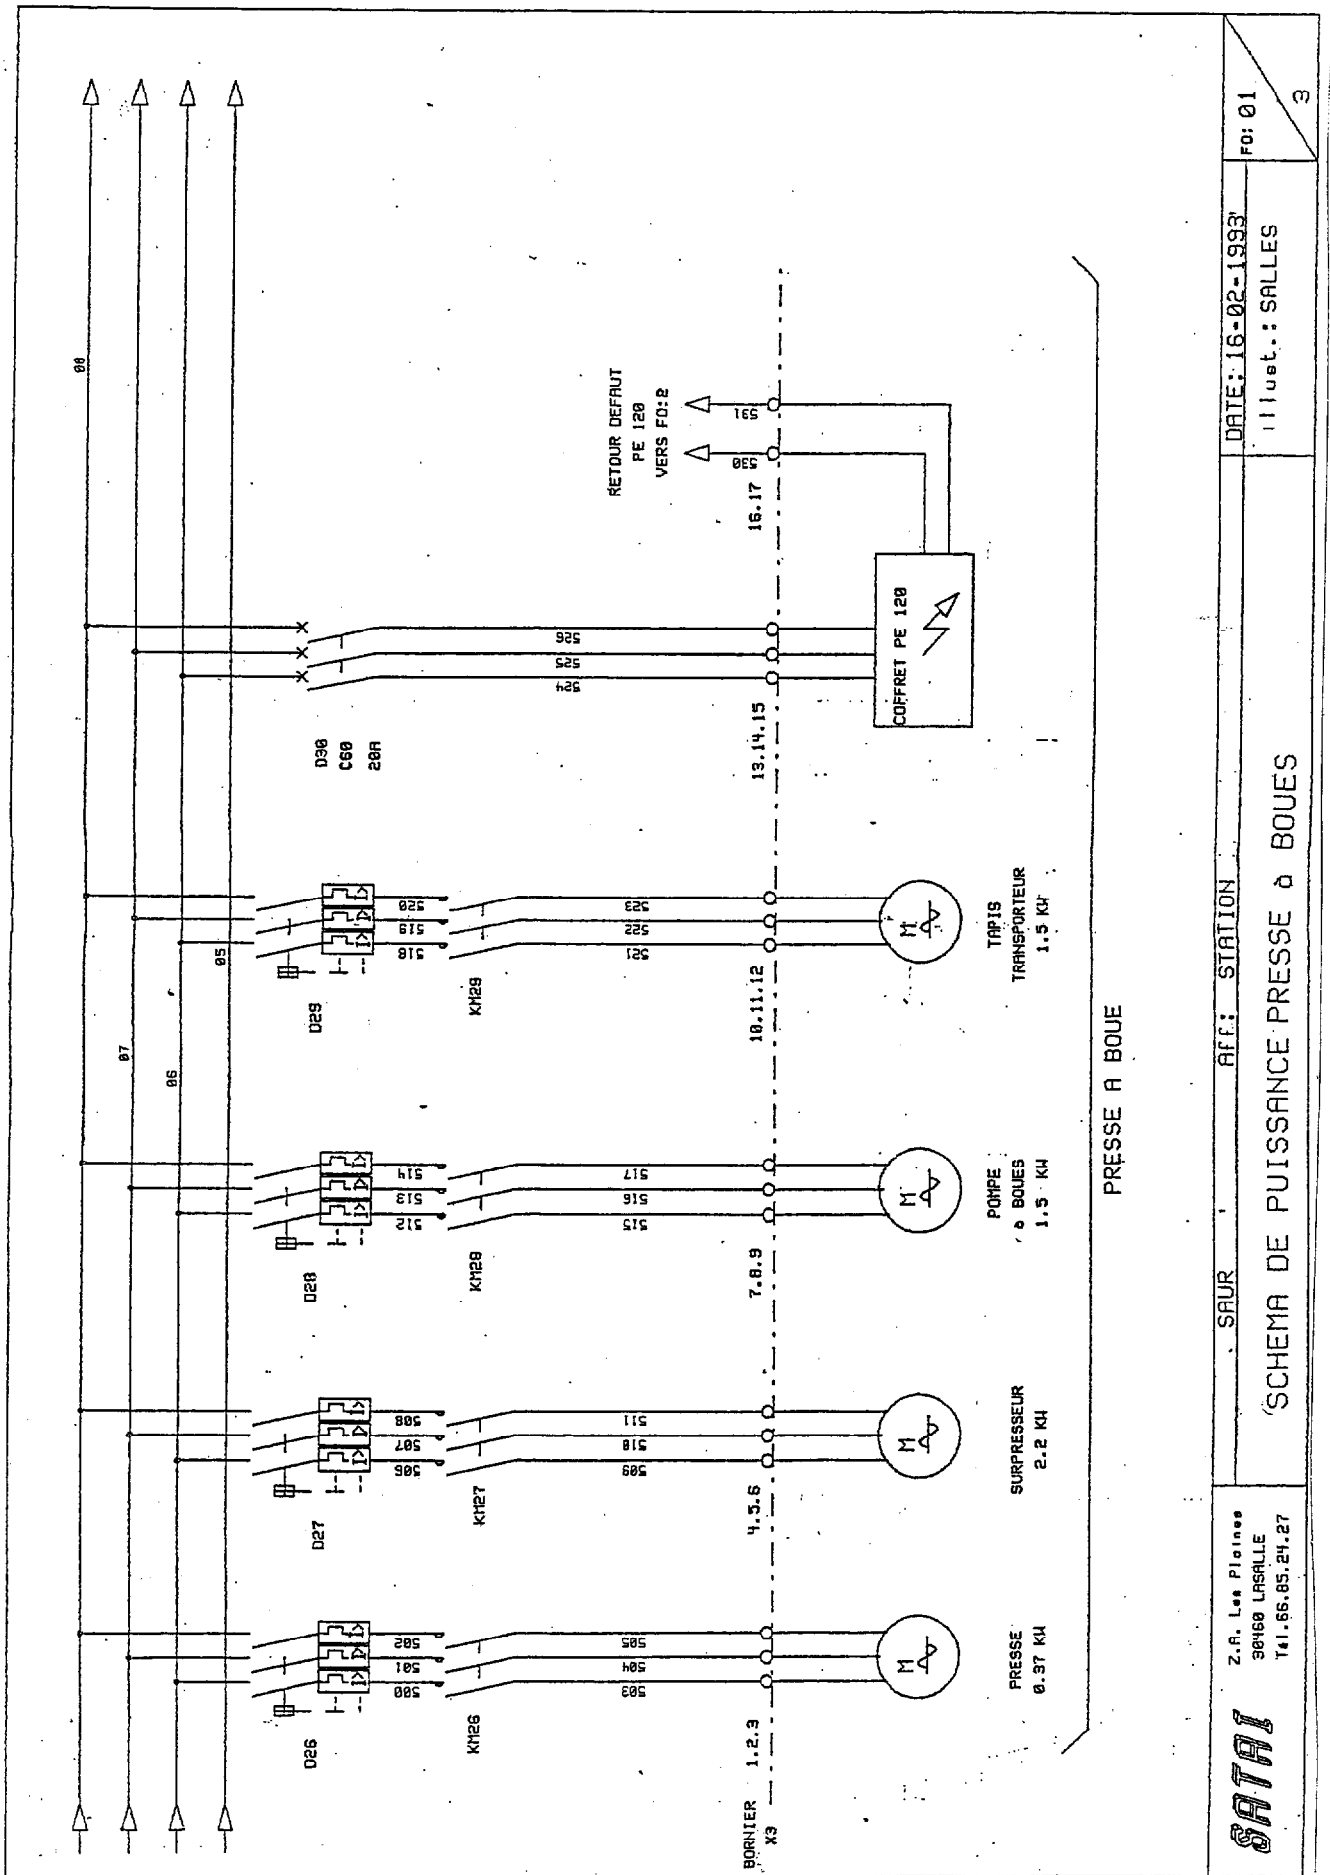 08
07
06
05
D26
D27
D28
D29
D30
C60
20A
500
501
502
506
507
508
512
513
514
518
519
520
KM26
KM27
KM28
KM29
503
504
505
509
510
511
515
516
517
521
522
523
524
525
526
RETOUR DEFAUT
PE 120
VERS FO:2
530
531
BORNIER
X3
1.2.3
4.5.6
7.8.9
10.11.12
13.14.15
16.17
M
M
M
M
COFFRET PE 120
PRESSE
0.37 KW
SURPRESSEUR
2.2 KW
POMPE
à BOUES
1.5 KW
TAPIS
TRANSPORTEUR
1.5 KW
PRESSE A BOUE
SATAI
Z.A. Les Plaines
30460 LASALLE
Tél.66.85.24.27
SAUR
Aff.: STATION
SCHEMA DE PUISSANCE PRESSE à BOUES
DATE: 16-02-1993
illust.: SALLES
FO: 01
3